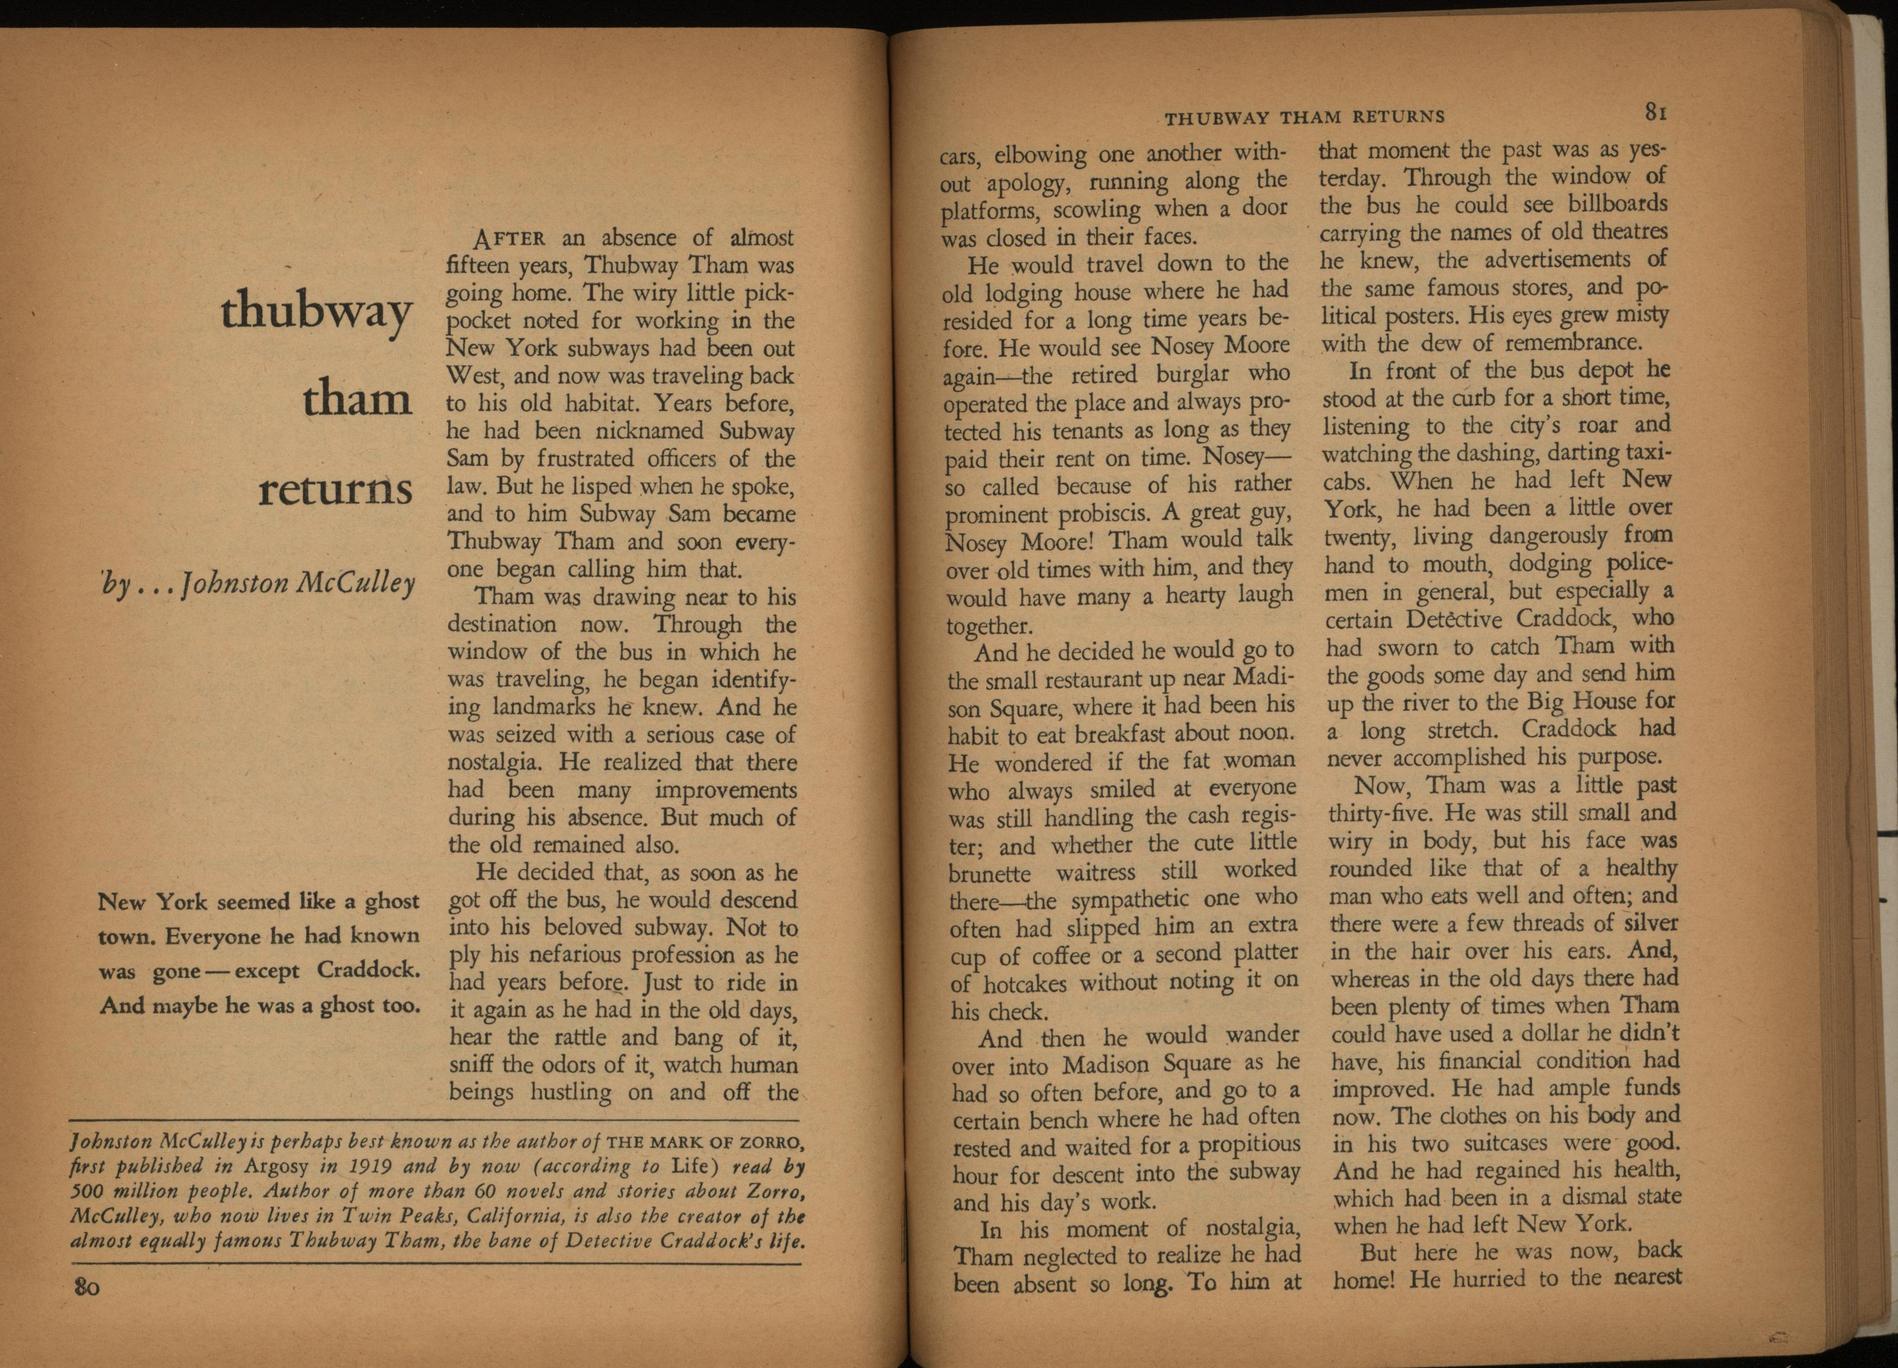 thubway
tham
returns
by . . . Johnston McCulley
New York seemed like a ghost
town. Everyone he had known
was gone — except Craddock.
And maybe he was a ghost too.
AFTER an absence of almost
fifteen years, Thubway Tham was
going home. The wiry little pick-
pocket noted for working in the
New York subways had been out
West, and now was traveling back
to his old habitat. Years before,
he had been nicknamed Subway
Sam by frustrated officers of the
law. But he lisped when he spoke,
and to him Subway Sam became
Thubway Tham and soon every-
one began calling him that.
Tham was drawing near to his
destination now. Through the
window of the bus in which he
was traveling, he began identify-
ing landmarks he knew. And he
was seized with a serious case of
nostalgia. He realized that there
had been many improvements
during his absence. But much of
the old remained also.
He decided that, as soon as he
got off the bus, he would descend
into his beloved subway. Not to
ply his nefarious profession as he
had years before. Just to ride in
it again as he had in the old days,
hear the rattle and bang of it,
sniff the odors of it, watch human
beings hustling on and off the
Johnston McCulley is perhaps best known as the author of THE MARK OF ZORRO,
first published in Argosy in 1919 and by now (according to Life) read by
500 million people. Author of more than 60 novels and stories about Zorro,
McCulley, who now lives in Twin Peaks, California, is also the creator of the
almost equally famous Thubway Tham, the bane of Detective Craddock's life.
80
THUBWAY THAM RETURNS
81
cars, elbowing one another with-
out apology, running along the
platforms, scowling when a door
was closed in their faces.
He would travel down to the
old lodging house where he had
resided for a long time years be-
fore. He would see Nosey Moore
again—the retired burglar who
operated the place and always pro-
tected his tenants as long as they
paid their rent on time. Nosey—
so called because of his rather
prominent probiscis. A great guy,
Nosey Moore! Tham would talk
over old times with him, and they
would have many a hearty laugh
together.
And he decided he would go to
the small restaurant up near Madi-
son Square, where it had been his
habit to eat breakfast about noon.
He wondered if the fat woman
who always smiled at everyone
was still handling the cash regis-
ter; and whether the cute little
brunette waitress still worked
there—the sympathetic one who
often had slipped him an extra
cup of coffee or a second platter
of hotcakes without noting it on
his check.
And then he would wander
over into Madison Square as he
had so often before, and go to a
certain bench where he had often
rested and waited for a propitious
hour for descent into the subway
and his day's work.
In his moment of nostalgia,
Tham neglected to realize he had
been absent so long. To him at
that moment the past was as yes-
terday. Through the window of
the bus he could see billboards
carrying the names of old theatres
he knew, the advertisements of
the same famous stores, and po-
litical posters. His eyes grew misty
with the dew of remembrance.
In front of the bus depot he
stood at the curb for a short time,
listening to the city's roar and
watching the dashing, darting taxi-
cabs. When he had left New
York, he had been a little over
twenty, living dangerously from
hand to mouth, dodging police-
men in general, but especially a
certain Detective Craddock, who
had sworn to catch Tham with
the goods some day and send him
up the river to the Big House for
a long stretch. Craddock had
never accomplished his purpose.
Now, Tham was a little past
thirty-five. He was still small and
wiry in body, but his face was
rounded like that of a healthy
man who eats well and often; and
there were a few threads of silver
in the hair over his ears. And,
whereas in the old days there had
been plenty of times when Tham
could have used a dollar he didn't
have, his financial condition had
improved. He had ample funds
now. The clothes on his body and
in his two suitcases were good.
And he had regained his health,
which had been in a dismal state
when he had left New York.
But here he was now, back
home! He hurried to the nearest